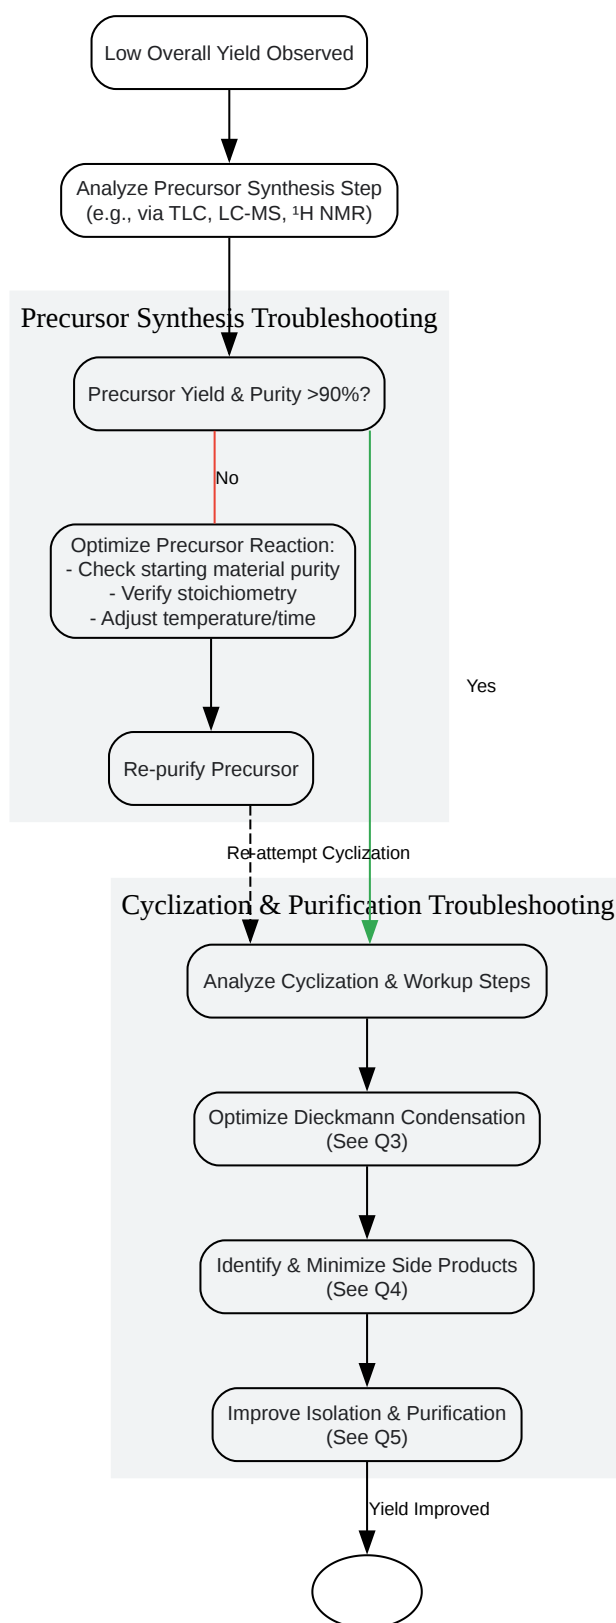 Low Overall Yield Observed
Analyze Precursor Synthesis Step
(e.g., via TLC, LC-MS, ¹H NMR)
Precursor Synthesis Troubleshooting
Precursor Yield & Purity >90%?
No
Optimize Precursor Reaction:
- Check starting material purity
- Verify stoichiometry
- Adjust temperature/time
Yes
Re-purify Precursor
Re-attempt Cyclization
Cyclization & Purification Troubleshooting
Analyze Cyclization & Workup Steps
Optimize Dieckmann Condensation
(See Q3)
Identify & Minimize Side Products
(See Q4)
Improve Isolation & Purification
(See Q5)
Yield Improved